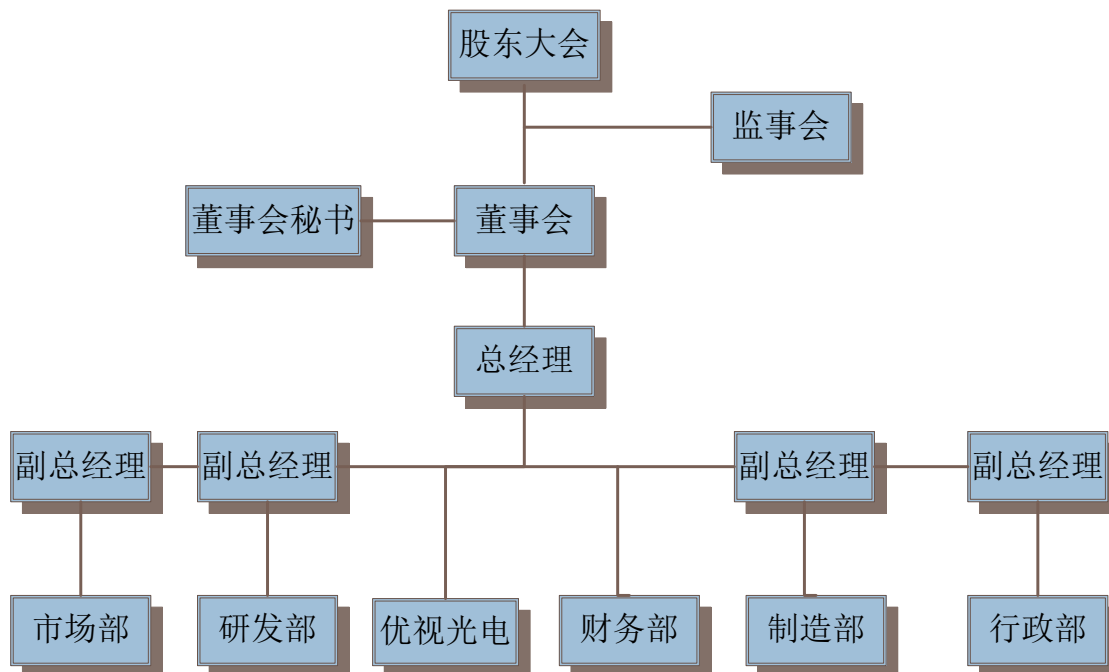 股东大会
监事会
董事会秘书
董事会
总经理
副总经理
副总经理
副总经理
副总经理
市场部
研发部
优视光电
财务部
制造部
行政部